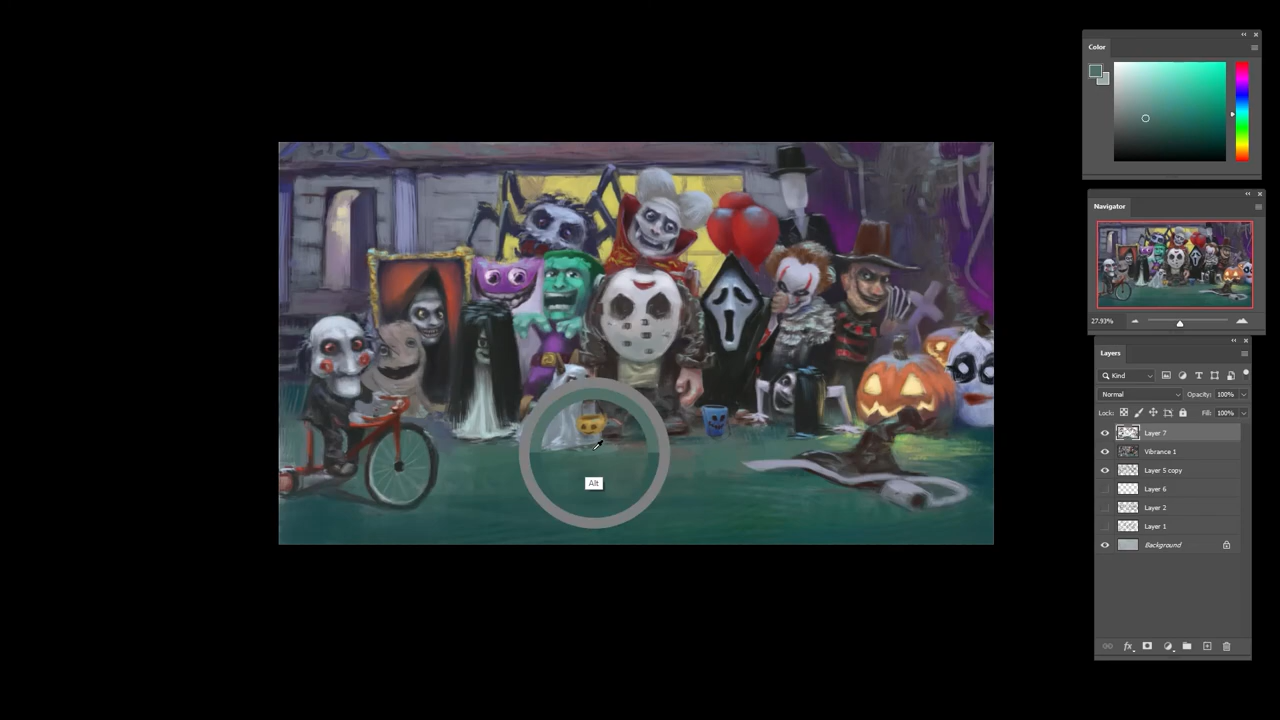 Color
Navigator
27.93%
Layers
Kind
Normal
Opacity: 100%
Lock:
Fill: 100%
Layer 7
Vibrance 1
Layer 5 copy
Layer 6
Layer 2
Layer 1
Background
fx
Alt